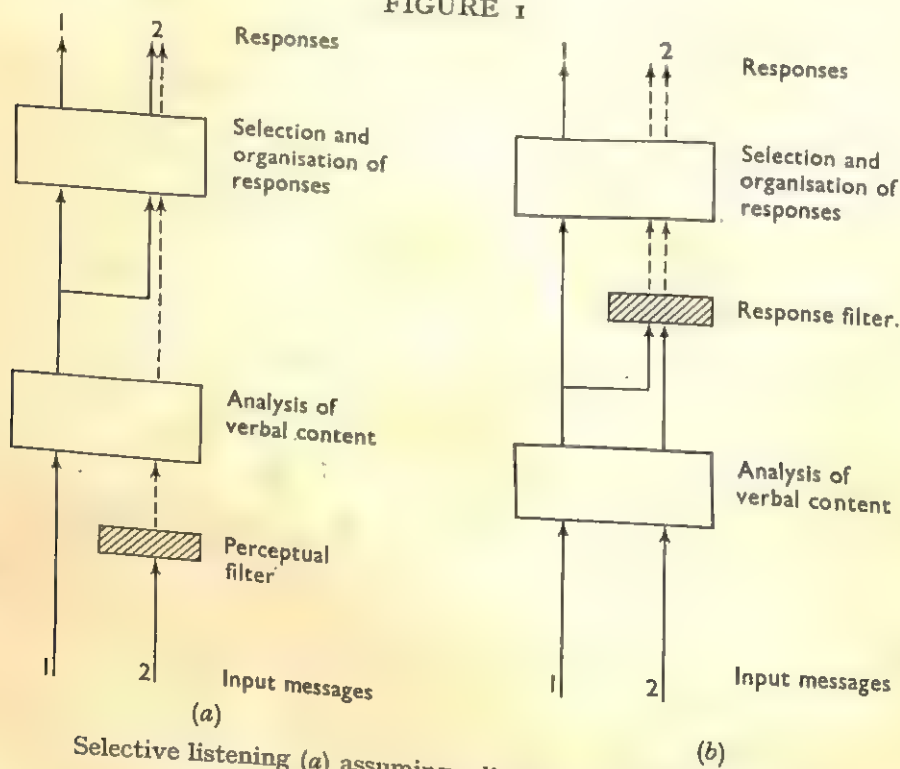 FIGURE 1
1
2
Responses
Selection and
organisation of
responses
Analysis of
verbal content
Perceptual
filter
1
2
Input messages
(a)
1
2
Responses
Selection and
organisation of
responses
Response filter.
Analysis of
verbal content
1
2
Input messages
(b)
Selective listening (a) assuming